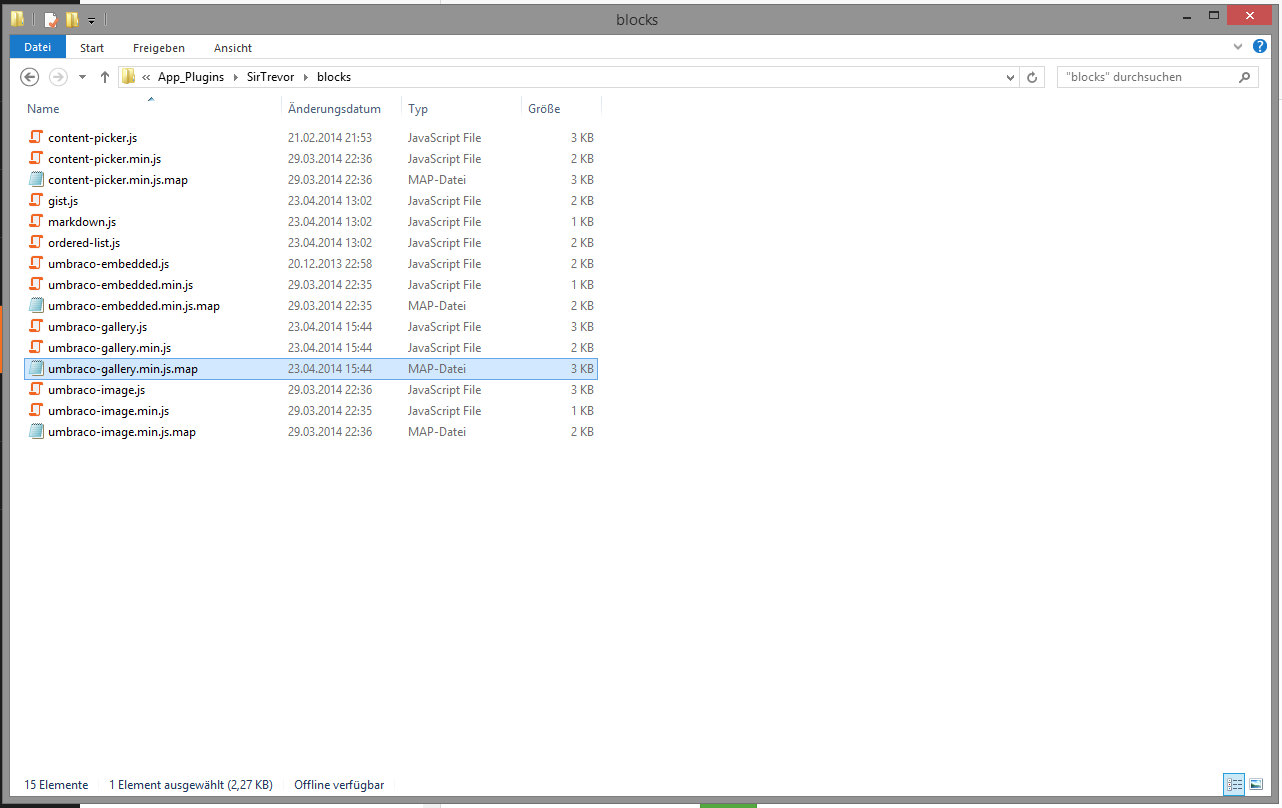 blocks
Datei Start Freigeben Ansicht
« App_Plugins SirTrevor blocks "blocks" durchsuchen
Name Änderungsdatum Typ Größe
content-picker.js 21.02.2014 21:53 JavaScript File 3 KB
content-picker.min.js 29.03.2014 22:36 JavaScript File 2 KB
content-picker.min.js.map 29.03.2014 22:36 MAP-Datei 3 KB
gist.js 23.04.2014 13:02 JavaScript File 2 KB
markdown.js 23.04.2014 13:02 JavaScript File 1 KB
ordered-list.js 23.04.2014 13:02 JavaScript File 2 KB
umbraco-embedded.js 20.12.2013 22:58 JavaScript File 2 KB
umbraco-embedded.min.js 29.03.2014 22:35 JavaScript File 1 KB
umbraco-embedded.min.js.map 29.03.2014 22:35 MAP-Datei 2 KB
umbraco-gallery.js 23.04.2014 15:44 JavaScript File 3 KB
umbraco-gallery.min.js 23.04.2014 15:44 JavaScript File 2 KB
umbraco-gallery.min.js.map 23.04.2014 15:44 MAP-Datei 3 KB
umbraco-image.js 29.03.2014 22:36 JavaScript File 3 KB
umbraco-image.min.js 29.03.2014 22:35 JavaScript File 1 KB
umbraco-image.min.js.map 29.03.2014 22:36 MAP-Datei 2 KB
15 Elemente 1 Element ausgewählt (2,27 KB) Offline verfügbar